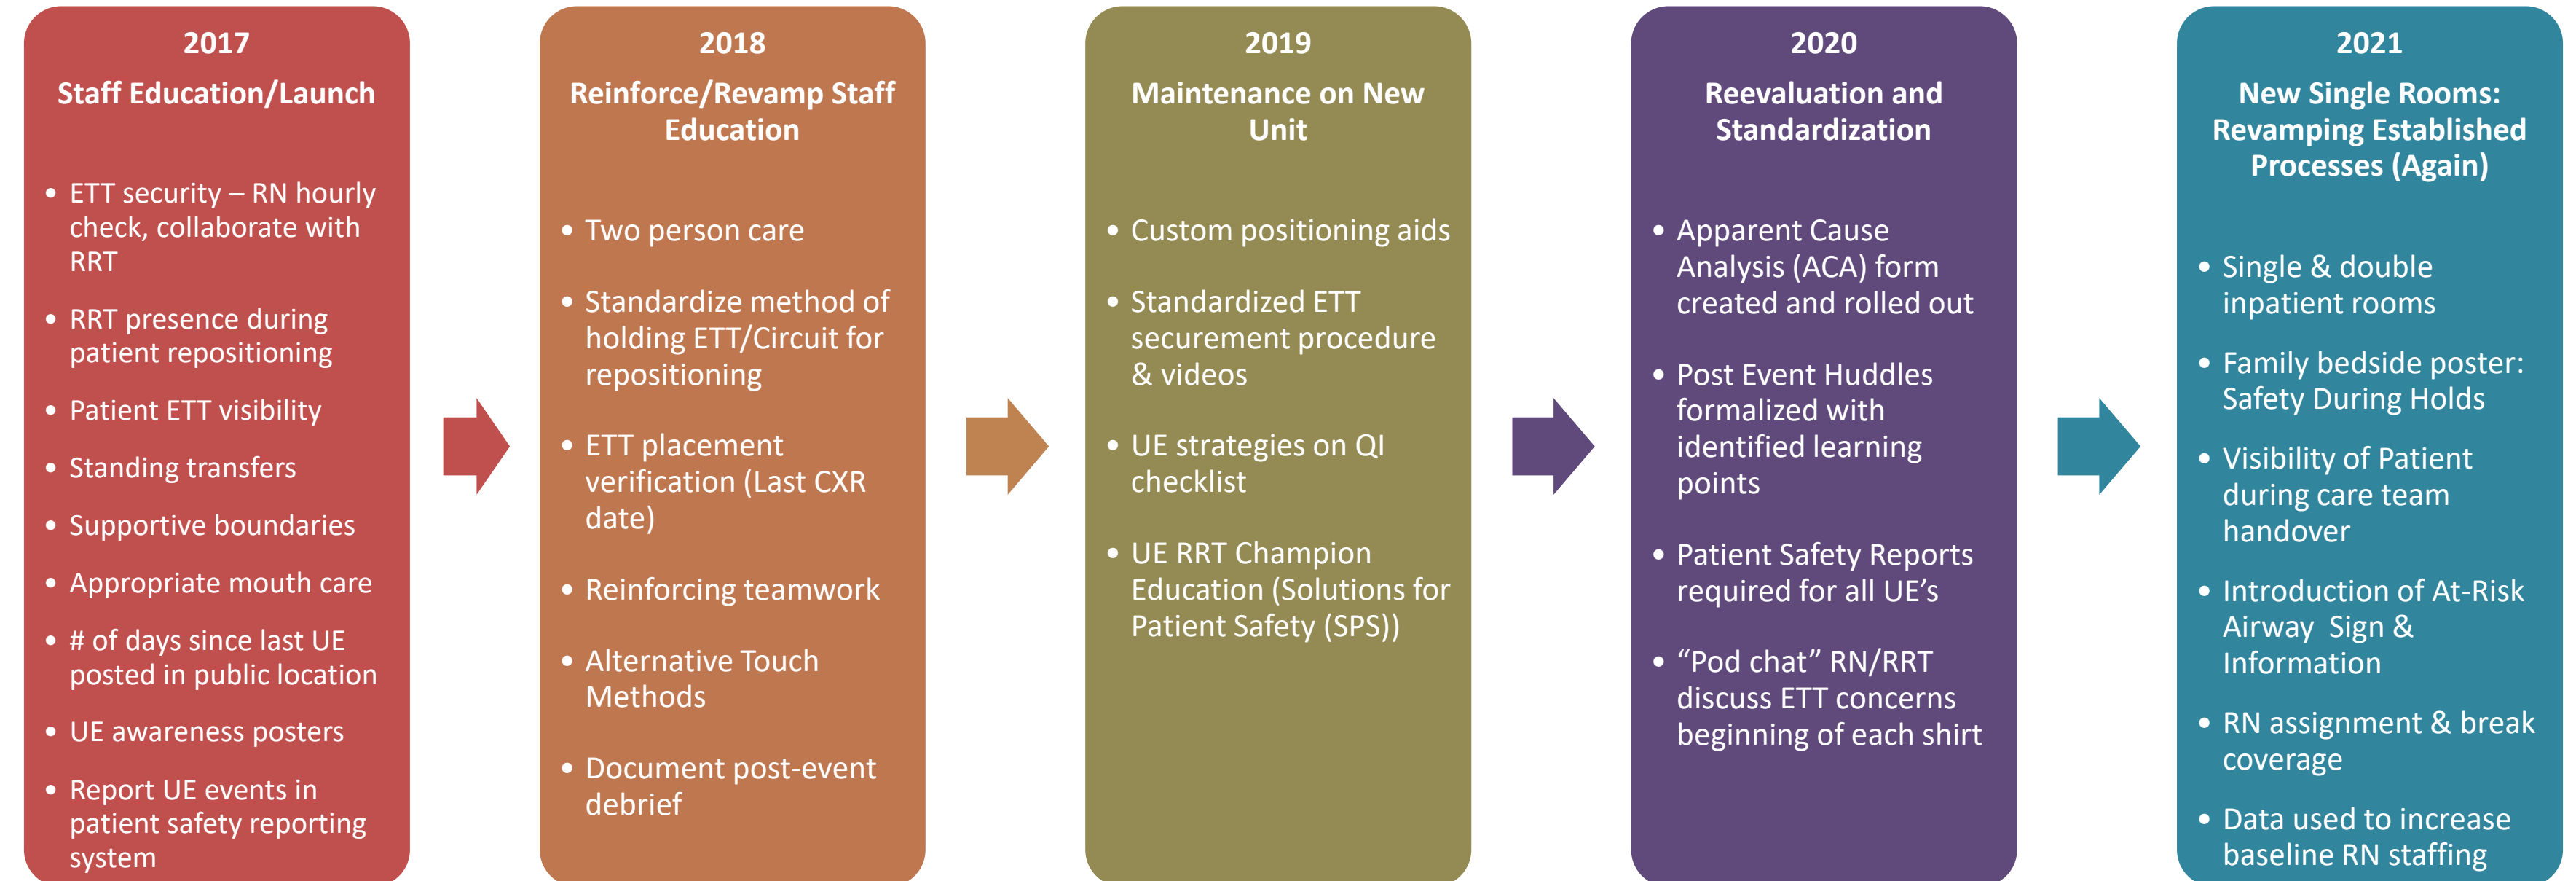 2017
Staff Education/Launch
• ETT security – RN hourly
check, collaborate with
RRT
• RRT presence during
patient repositioning
• Patient ETT visibility
• Standing transfers
• Supportive boundaries
• Appropriate mouth care
• # of days since last UE
posted in public location
• UE awareness posters
• Report UE events in
patient safety reporting
system
2018
Reinforce/Revamp Staff
Education
• Two person care
• Standardize method of
holding ETT/Circuit for
repositioning
• ETT placement
verification (Last CXR
date)
• Reinforcing teamwork
• Alternative Touch
Methods
• Document post-event
debrief
2019
Maintenance on New
Unit
• Custom positioning aids
• Standardized ETT
securement procedure
& videos
• UE strategies on QI
checklist
• UE RRT Champion
Education (Solutions for
Patient Safety (SPS))
2020
Reevaluation and
Standardization
• Apparent Cause
Analysis (ACA) form
created and rolled out
• Post Event Huddles
formalized with
identified learning
points
• Patient Safety Reports
required for all UE's
• “Pod chat” RN/RRT
discuss ETT concerns
beginning of each shirt
2021
New Single Rooms:
Revamping Established
Processes (Again)
• Single & double
inpatient rooms
• Family bedside poster:
Safety During Holds
• Visibility of Patient
during care team
handover
• Introduction of At-Risk
Airway Sign &
Information
• RN assignment & break
coverage
• Data used to increase
baseline RN staffing